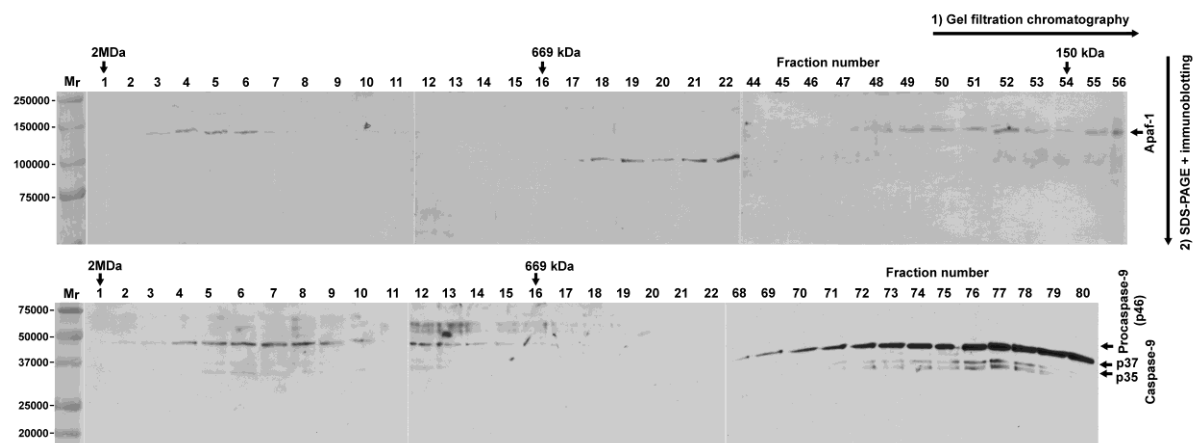 1) Gel filtration chromatography
2MDa 669 kDa Fraction number 150 kDa
Mr 1 2 3 4 5 6 7 8 9 10 11 12 13 14 15 16 17 18 19 20 21 22 44 45 46 47 48 49 50 51 52 53 54 55 56
250000
150000
100000
75000
Apaf-1
2) SDS-PAGE + immunoblotting
2MDa 669 kDa Fraction number
Mr 1 2 3 4 5 6 7 8 9 10 11 12 13 14 15 16 17 18 19 20 21 22 68 69 70 71 72 73 74 75 76 77 78 79 80
75000
50000
37000
25000
20000
Procaspase-9
(p46)
p37
p35
Caspase-9